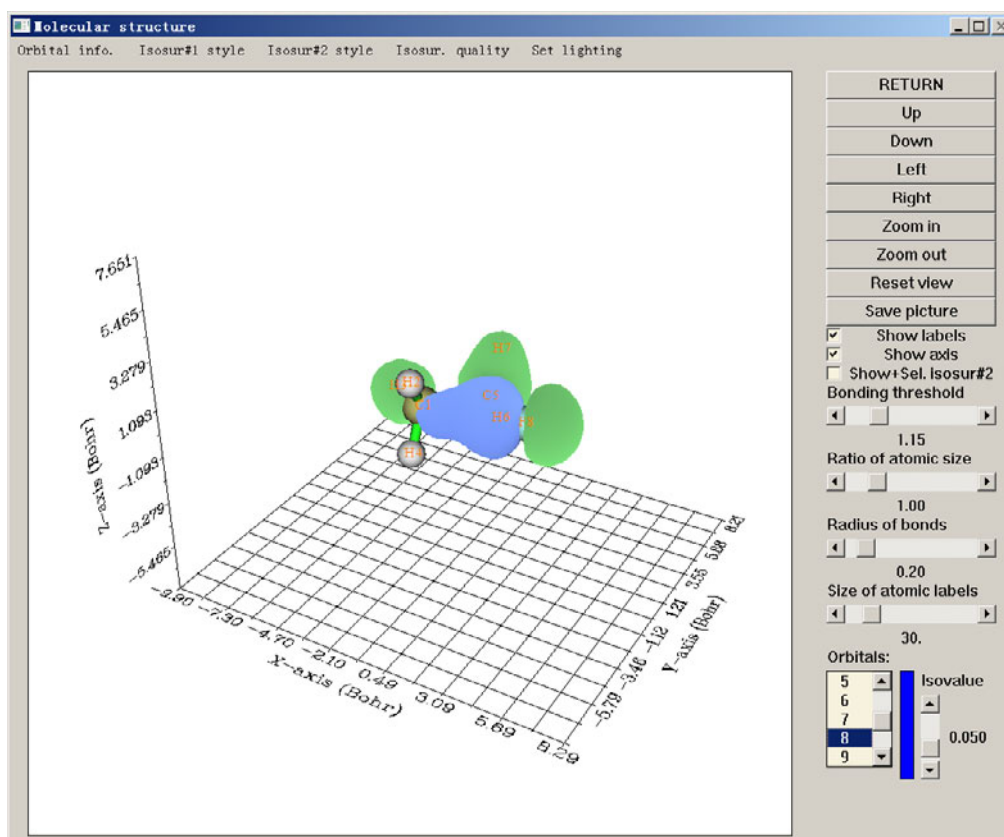 Molecular structure
Orbital info. Isosur#1 style Isosur#2 style Isosur. quality Set lighting
RETURN
Up
Down
Left
Right
Zoom in
Zoom out
Reset view
Save picture
Show labels
Show axis
Show+Sel. isosur#2
Bonding threshold
1.15
Ratio of atomic size
1.00
Radius of bonds
0.20
Size of atomic labels
30.
Orbitals:
5
6
7
8
9
Isovalue
0.050
7.651
5.465
3.279
1.093
-1.093
-3.279
-5.465
Z-axis (Bohr)
-9.90 -7.30 -4.70 -2.10 0.49 3.09 5.69 8.29
X-axis (Bohr)
-5.79 -3.46 -1.12 1.21 3.55 5.88 8.21
Y-axis (Bohr)
H7
H2
C5
H6
H4